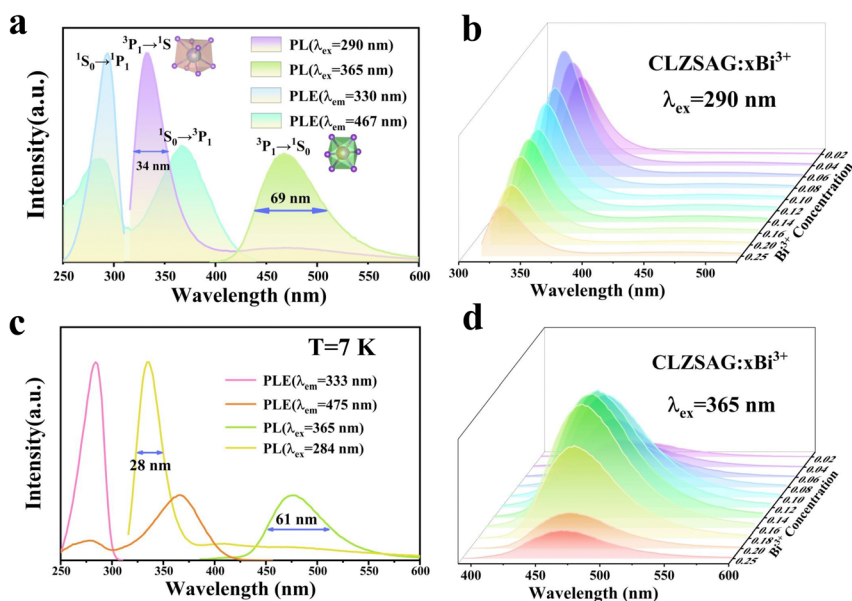 a
Intensity(a.u.)
³P₁→¹S
¹S₀→¹P₁
¹S₀→³P₁
³P₁→¹S₀
34 nm
69 nm
PL(λex=290 nm)
PL(λex=365 nm)
PLE(λem=330 nm)
PLE(λem=467 nm)
250 300 350 400 450 500 550 600
Wavelength (nm)
b
CLZSAG:xBi³⁺
λex=290 nm
0.02
0.04
0.06
0.08
0.10
0.12
0.14
0.16
0.20
0.25
Bi³⁺ Concentration
300 350 400 450 500
Wavelength (nm)
c
Intensity(a.u.)
T=7 K
PLE(λem=333 nm)
PLE(λem=475 nm)
PL(λex=365 nm)
PL(λex=284 nm)
28 nm
61 nm
250 300 350 400 450 500 550 600
Wavelength (nm)
d
CLZSAG:xBi³⁺
λex=365 nm
0.02
0.04
0.06
0.08
0.10
0.12
0.14
0.16
0.18
0.20
0.25
Bi³⁺ Concentration
400 450 500 550 600
Wavelength (nm)